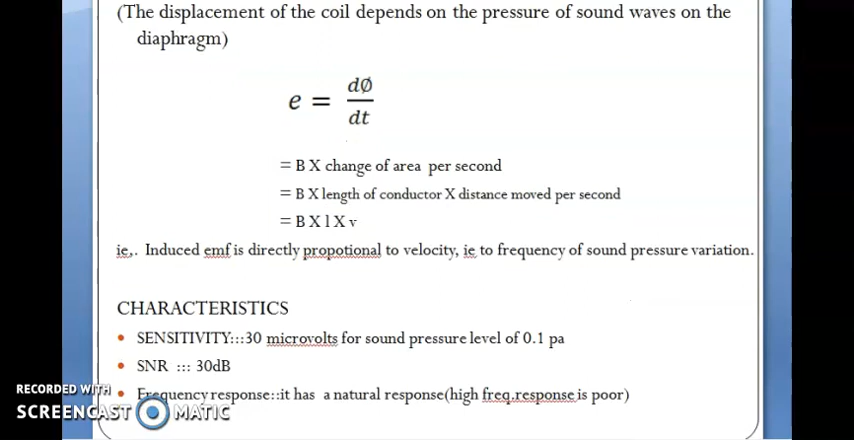 (The displacement of the coil depends on the pressure of sound waves on the
diaphragm)
e = dØ/dt
= B X change of area per second
= B X length of conductor X distance moved per second
= B X l X v
ie,. Induced emf is directly propotional to velocity, ie to frequency of sound pressure variation.
CHARACTERISTICS
• SENSITIVITY:::30 microvolts for sound pressure level of 0.1 pa
• SNR ::: 30dB
• Frequency response::it has a natural response(high freq.response is poor)
RECORDED WITH
SCREENCAST MATIC